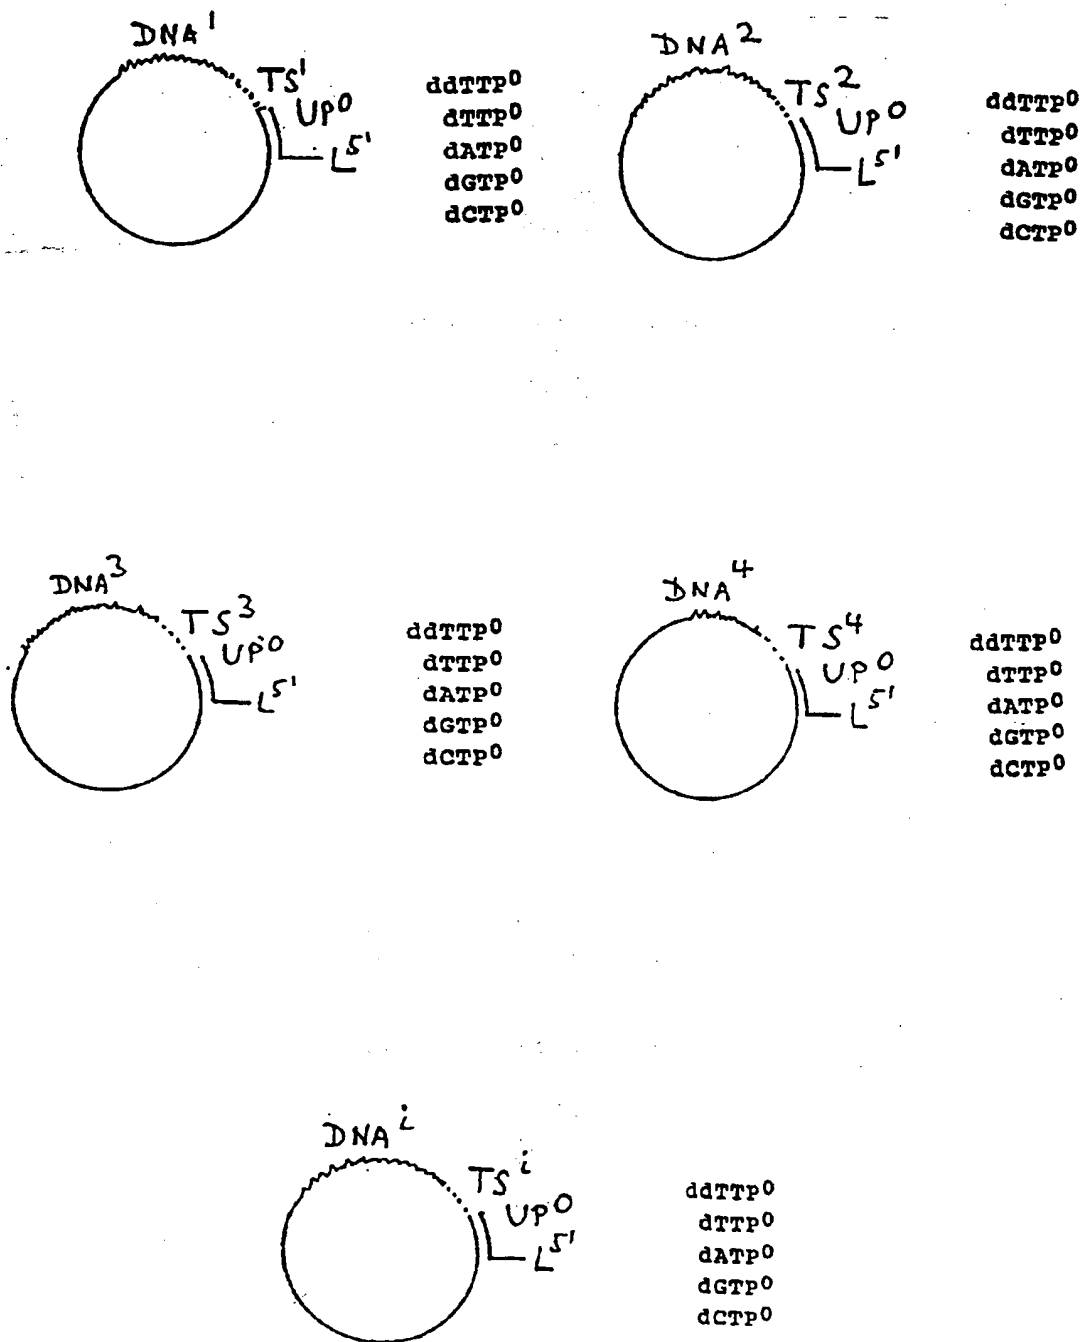 DNA¹
TS¹
UP⁰
L⁵'
ddTTP⁰
dTTP⁰
dATP⁰
dGTP⁰
dCTP⁰
DNA²
TS²
UP⁰
L⁵'
ddTTP⁰
dTTP⁰
dATP⁰
dGTP⁰
dCTP⁰
DNA³
TS³
UP⁰
L⁵'
ddTTP⁰
dTTP⁰
dATP⁰
dGTP⁰
dCTP⁰
DNA⁴
TS⁴
UP⁰
L⁵'
ddTTP⁰
dTTP⁰
dATP⁰
dGTP⁰
dCTP⁰
DNAⁱ
TSⁱ
UP⁰
L⁵'
ddTTP⁰
dTTP⁰
dATP⁰
dGTP⁰
dCTP⁰